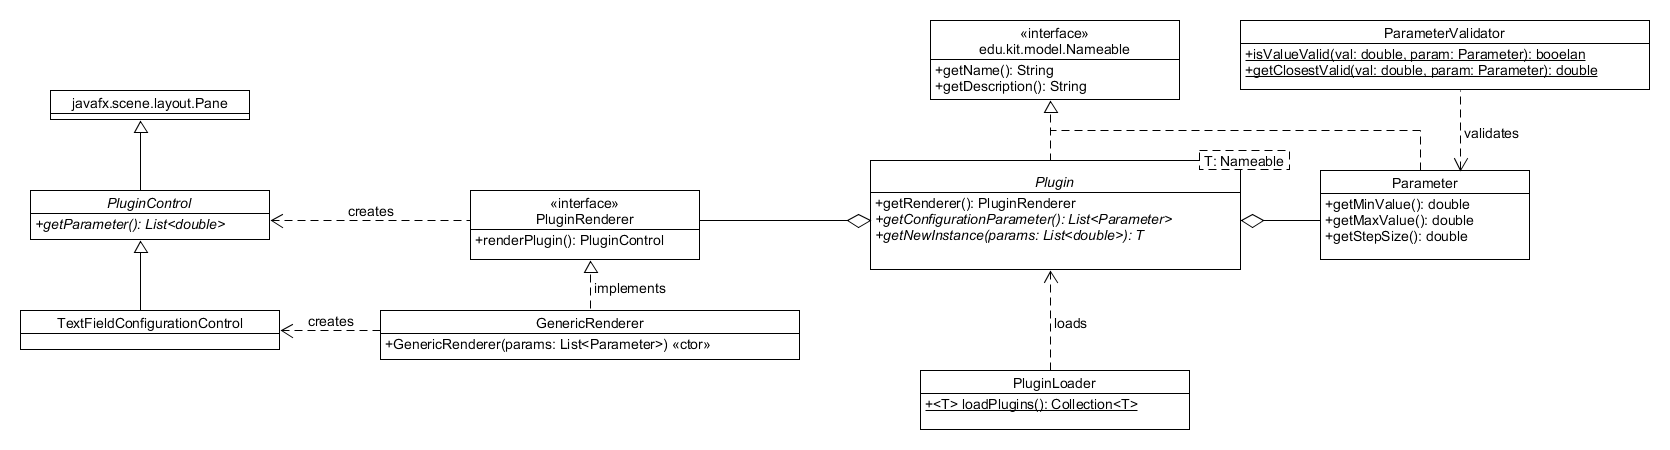 «interface»
edu.kit.model.Nameable
+getName(): String
+getDescription(): String
ParameterValidator
+isValueValid(val: double, param: Parameter): booelan
+getClosestValid(val: double, param: Parameter): double
javafx.scene.layout.Pane
validates
T: Nameable
Plugin
+getRenderer(): PluginRenderer
+getConfigurationParameter(): List<Parameter>
+getNewInstance(params: List<double>): T
Parameter
+getMinValue(): double
+getMaxValue(): double
+getStepSize(): double
PluginControl
+getParameter(): List<double>
creates
«interface»
PluginRenderer
+renderPlugin(): PluginControl
implements
TextFieldConfigurationControl
creates
GenericRenderer
+GenericRenderer(params: List<Parameter>) «ctor»
loads
PluginLoader
+<T> loadPlugins(): Collection<T>